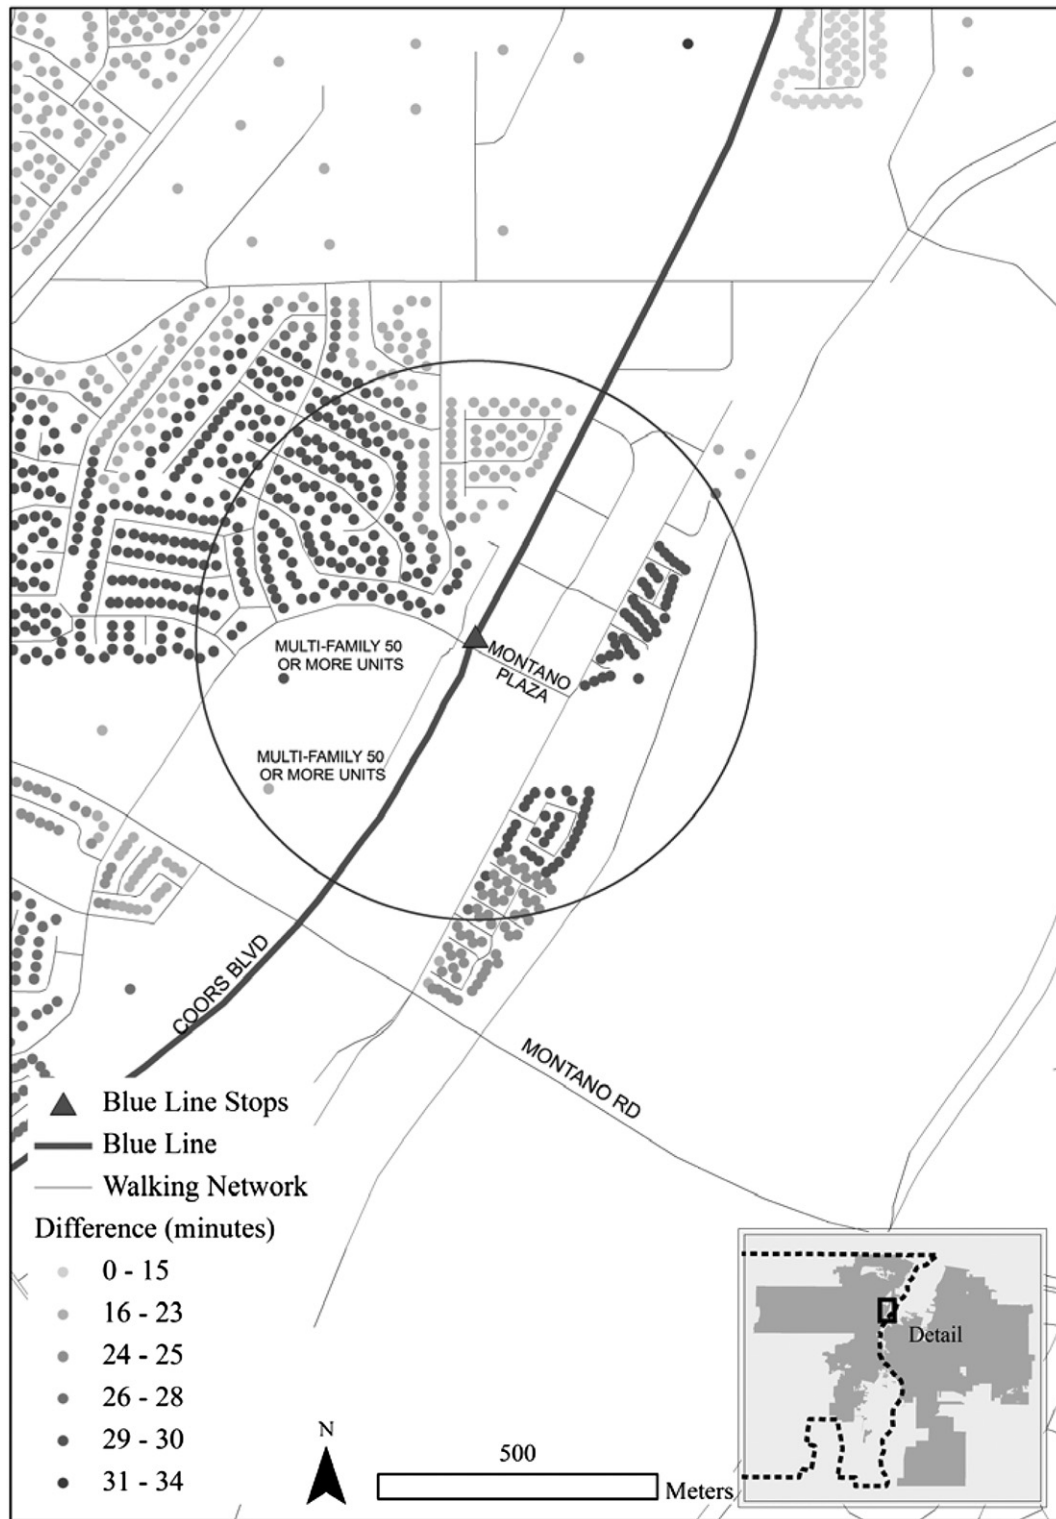 MULTI-FAMILY 50
OR MORE UNITS
MONTANO
PLAZA
MULTI-FAMILY 50
OR MORE UNITS
COORS BLVD
MONTANO RD
Blue Line Stops
Blue Line
Walking Network
Difference (minutes)
0 - 15
16 - 23
24 - 25
26 - 28
29 - 30
31 - 34
N
500
Meters
Detail